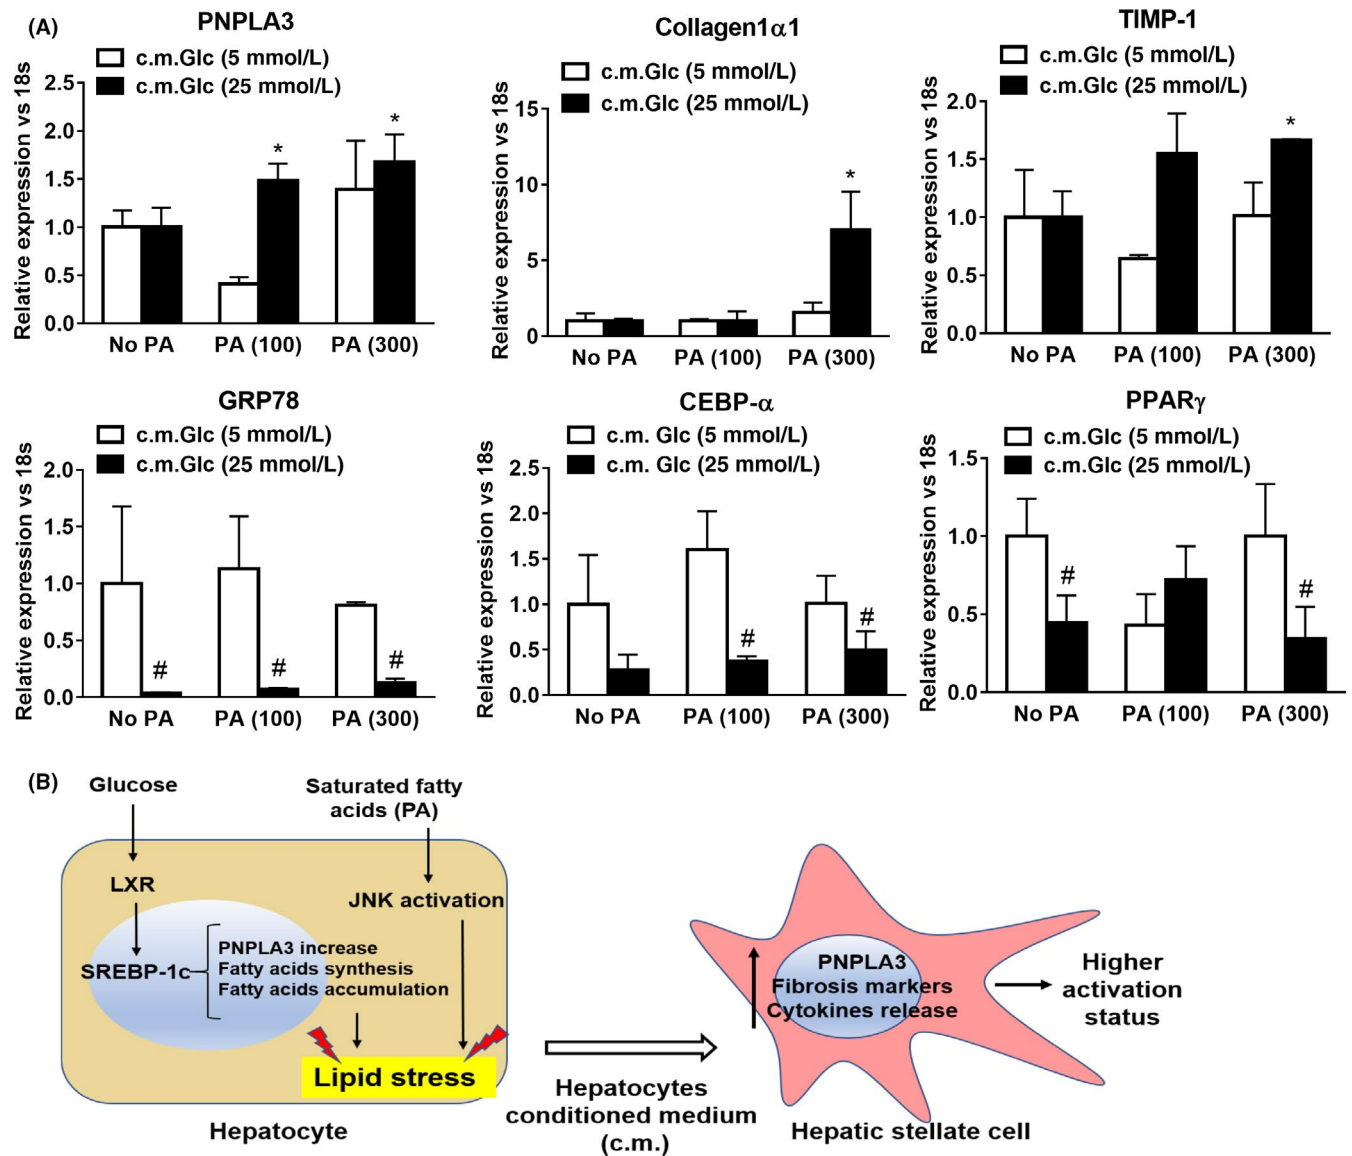 (A)
PNPLA3
c.m.Glc (5 mmol/L)
c.m.Glc (25 mmol/L)
Relative expression vs 18s
2.5
2.0
1.5
1.0
0.5
0.0
*
*
No PA
PA (100)
PA (300)
Collagen1α1
c.m.Glc (5 mmol/L)
c.m.Glc (25 mmol/L)
Relative expression vs 18s
15
10
5
0
*
No PA
PA (100)
PA (300)
TIMP-1
c.m.Glc (5 mmol/L)
c.m.Glc (25 mmol/L)
Relative expression vs 18s
2.0
1.5
1.0
0.5
0.0
*
No PA
PA (100)
PA (300)
GRP78
c.m.Glc (5 mmol/L)
c.m.Glc (25 mmol/L)
Relative expression vs 18s
2.0
1.5
1.0
0.5
0.0
#
#
#
No PA
PA (100)
PA (300)
CEBP-α
c.m. Glc (5 mmol/L)
c.m. Glc (25 mmol/L)
Relative expression vs 18s
2.5
2.0
1.5
1.0
0.5
0.0
#
#
No PA
PA (100)
PA (300)
PPARγ
c.m.Glc (5 mmol/L)
c.m.Glc (25 mmol/L)
Relative expression vs 18s
1.5
1.0
0.5
0.0
#
#
No PA
PA (100)
PA (300)
(B)
Glucose
Saturated fatty
acids (PA)
LXR
JNK activation
SREBP-1c
PNPLA3 increase
Fatty acids synthesis
Fatty acids accumulation
Lipid stress
Hepatocyte
Hepatocytes
conditioned medium
(c.m.)
PNPLA3
Fibrosis markers
Cytokines release
Higher
activation
status
Hepatic stellate cell